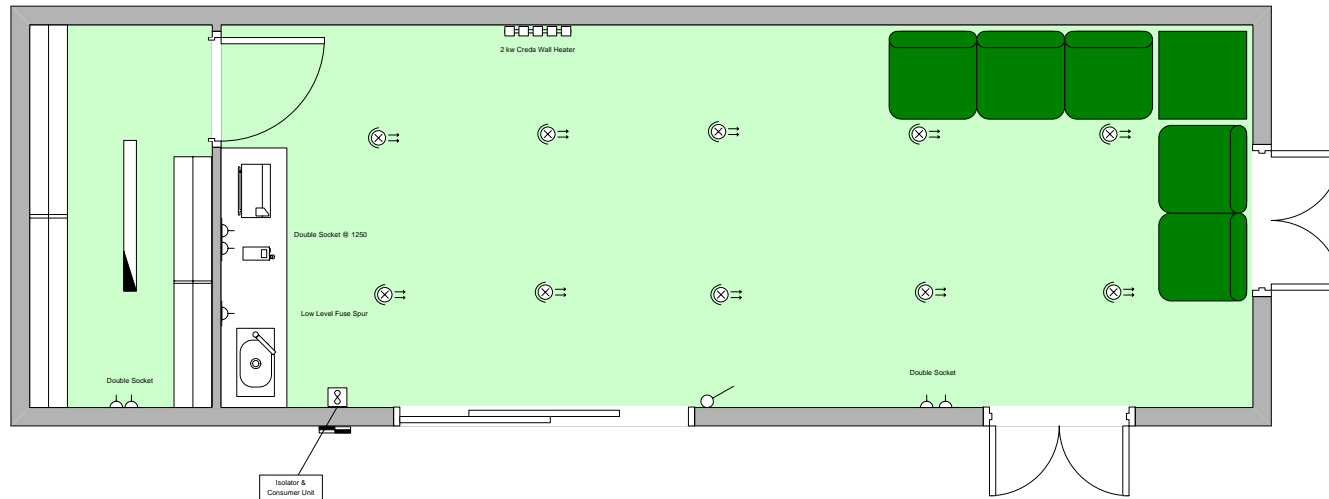 2 kw Creda Wall Heater
Double Socket @ 1250
Low Level Fuse Spur
Double Socket
Double Socket
Isolator &
Consumer Unit